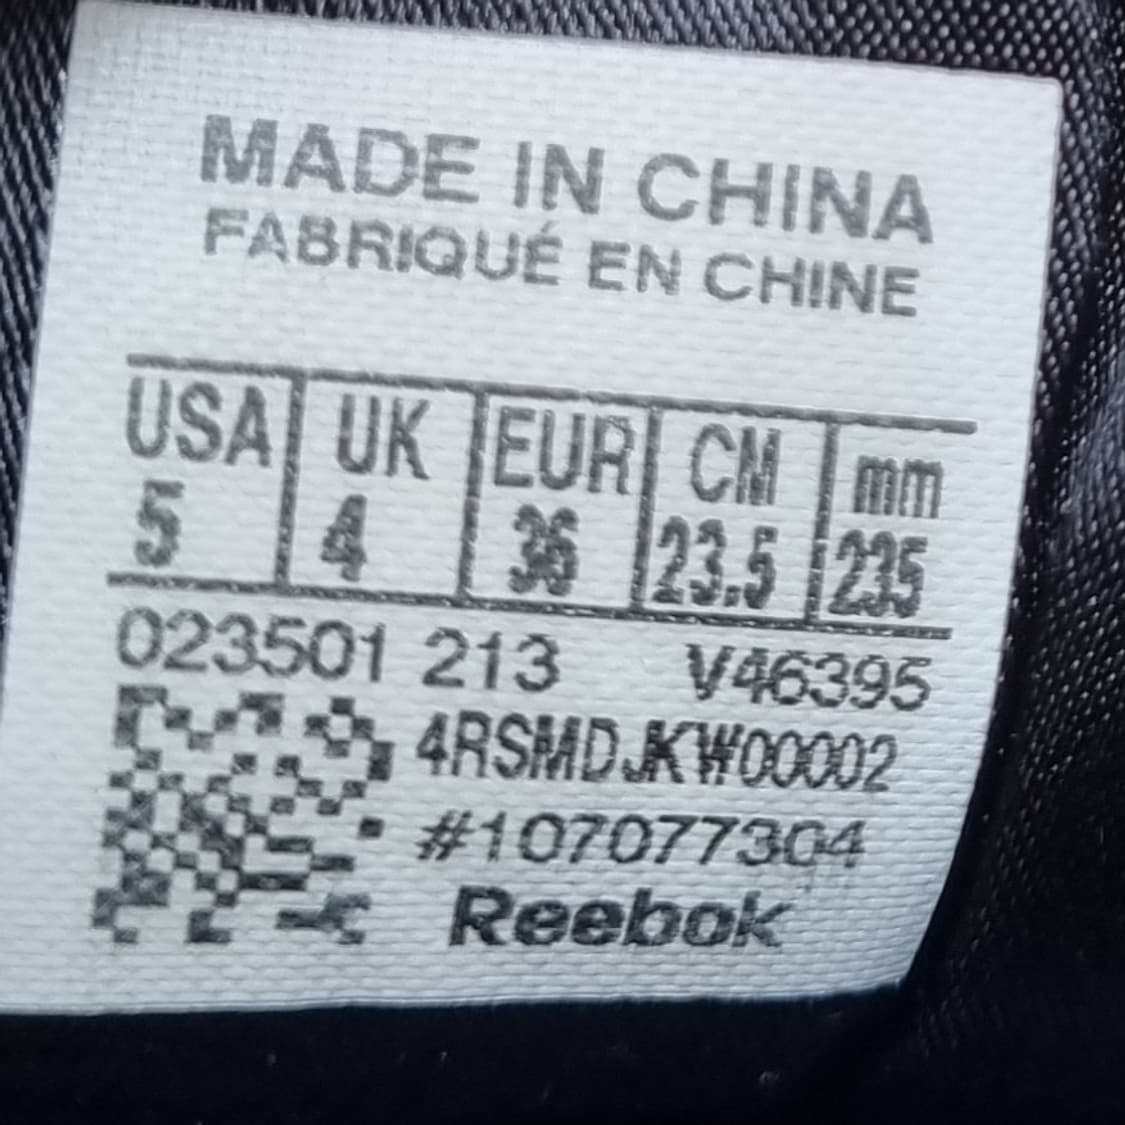 MADE IN CHINA
FABRIQUÉ EN CHINE
USA UK EUR CM mm
5 4 36 23.5 235
023501 213 V46395
4RSMDJKW00002
#107077304
Reebok